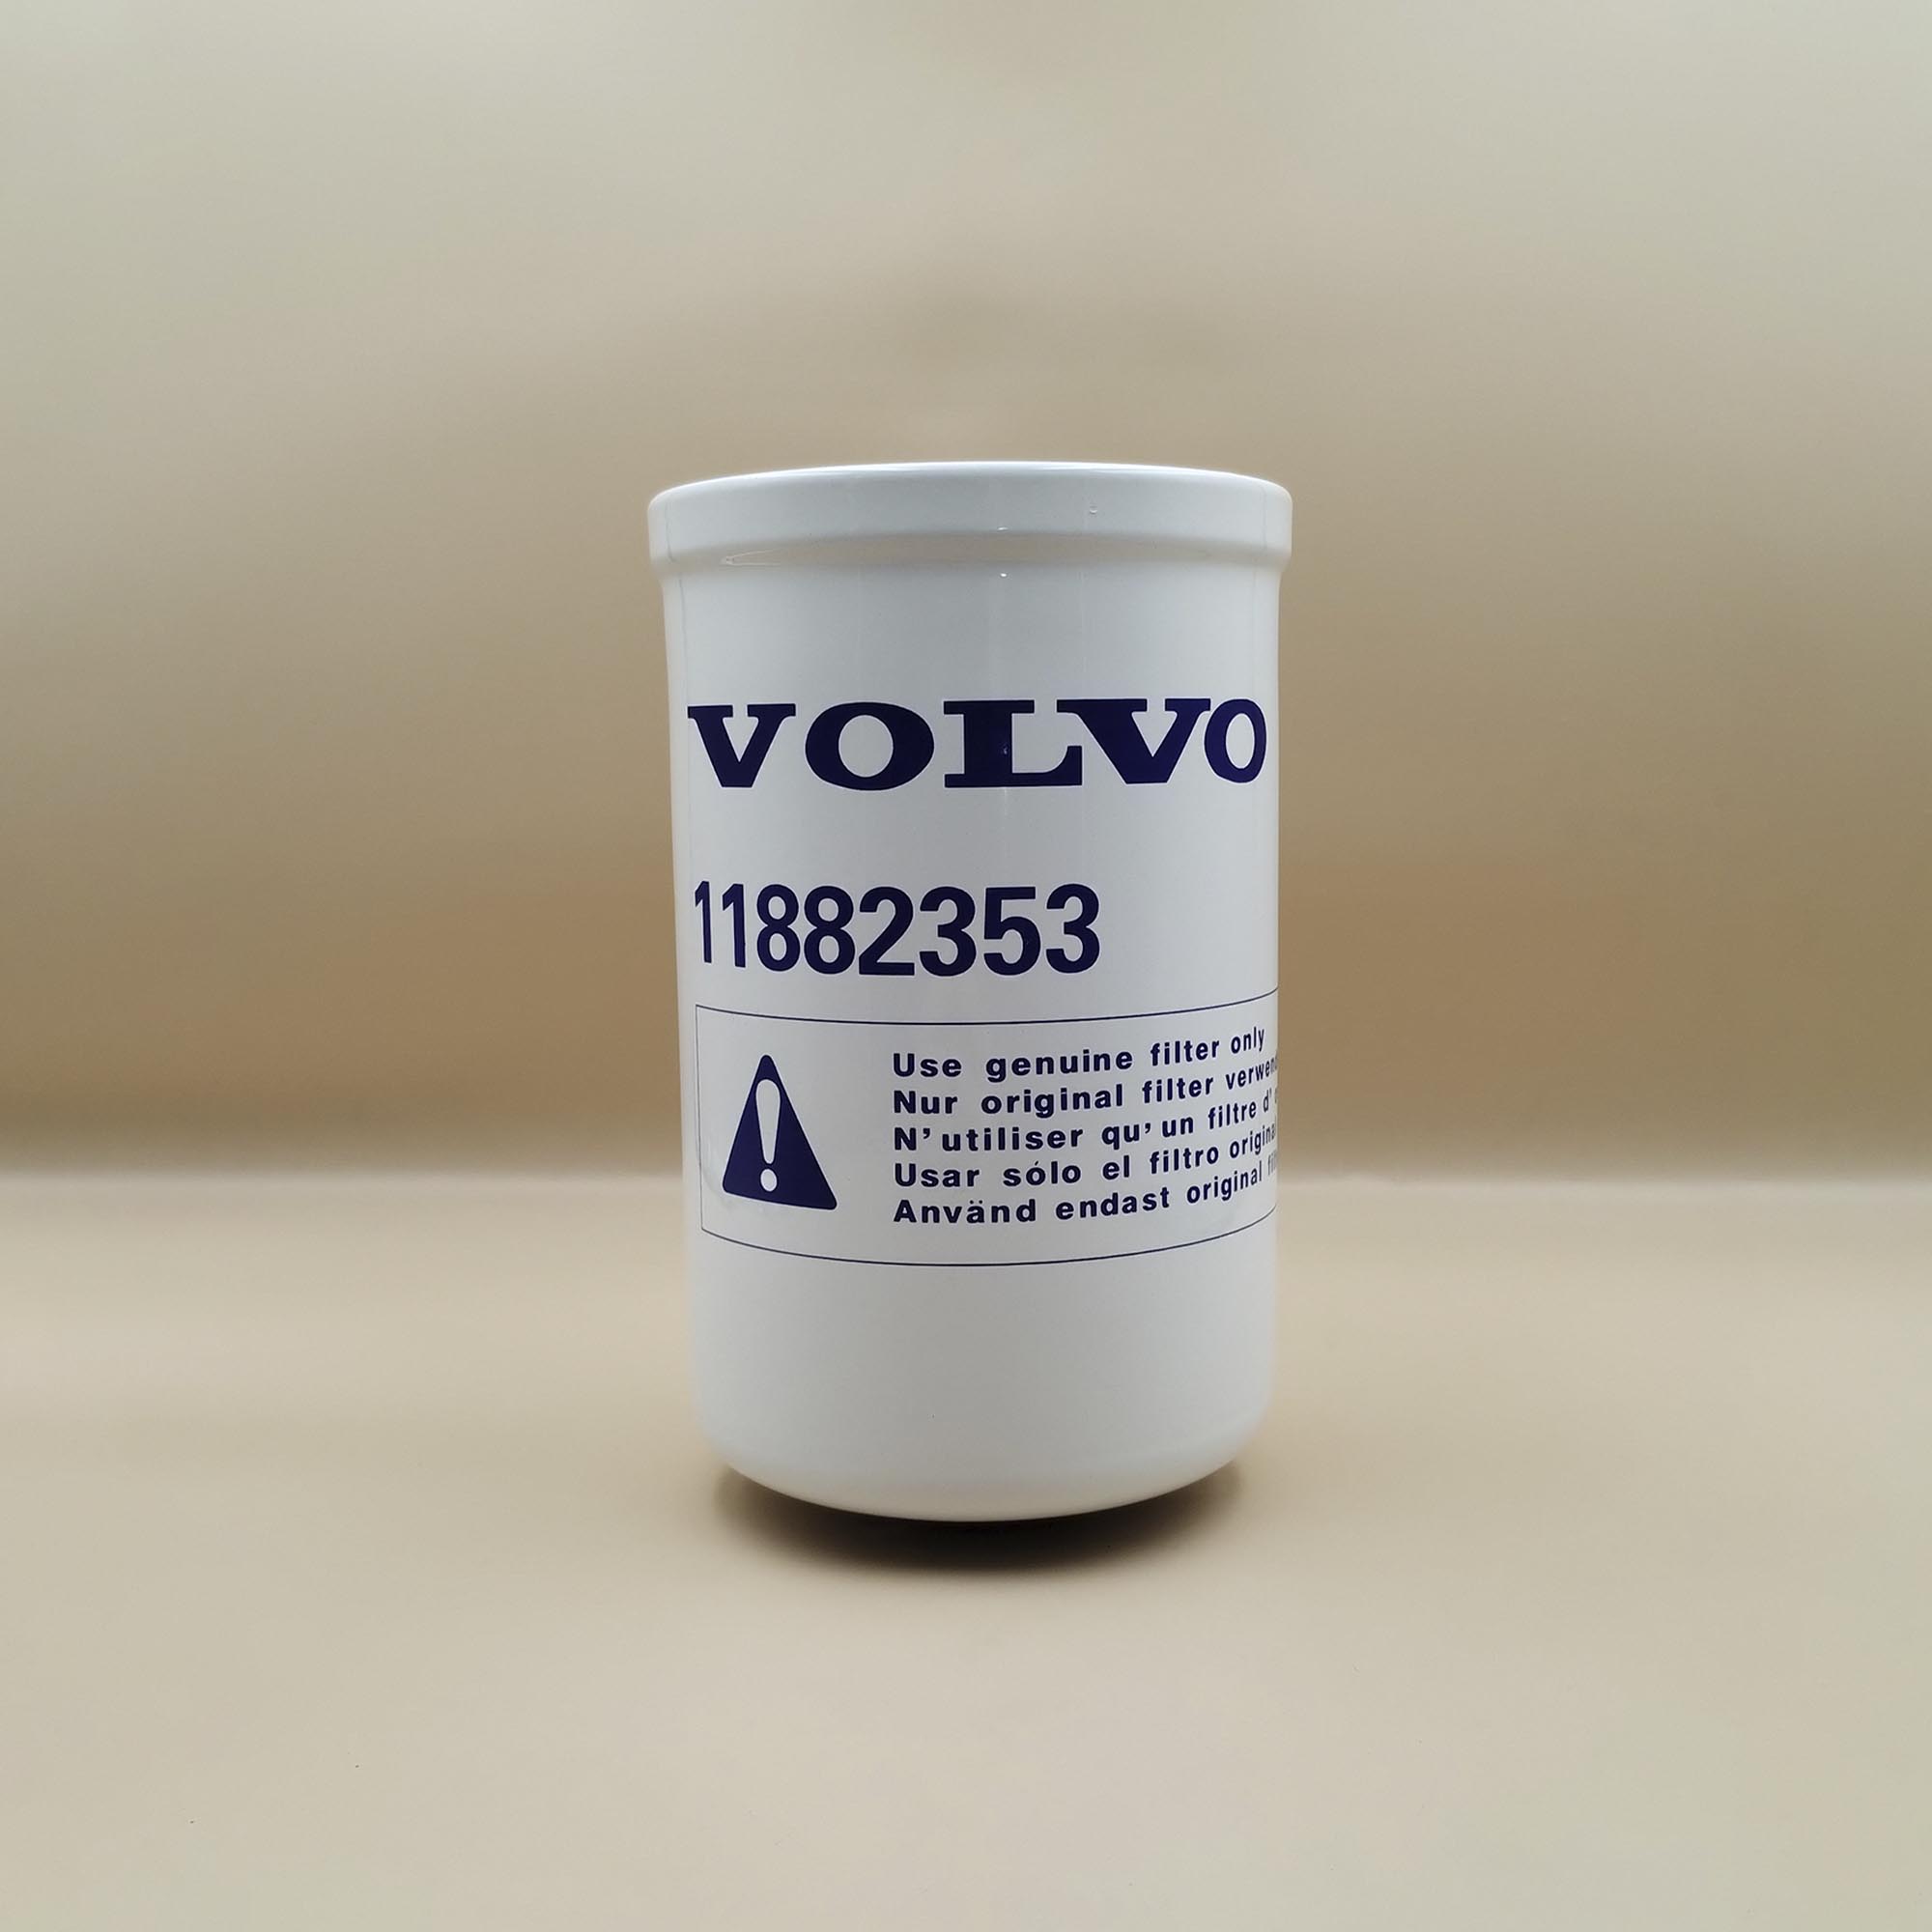 VOLVO
11882353
Use genuine filter only
Nur original filter
N'utiliser qu'un filtre d'
Usar sólo el filtro original
Använd endast original